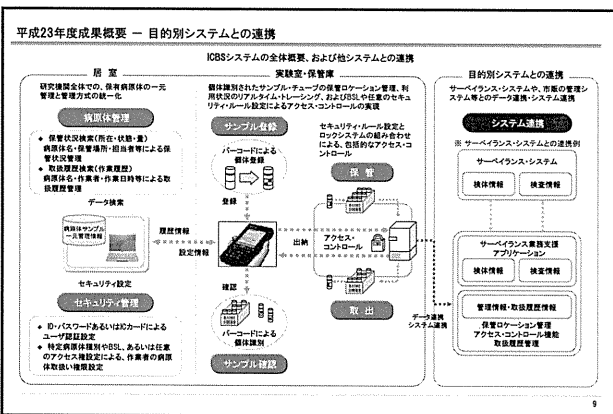 平成23年度成果概要 － 目的別システムとの連携
ICBSシステムの全体概要、および他システムとの連携
居 室
研究機関全体での、保有病原体の一元
管理と管理方式の統一化
病原体管理
◆ 保管状況検索(所在・状態・量)
病原体名・保管場所・担当者等による保
管状況管理
◆ 取扱履歴検索(作業履歴)
病原体名・作業者・作業日時等による取
扱履歴管理
データ検索
病原体サンプル
一元管理情報
履歴情報
設定情報
セキュリティ設定
セキュリティ管理
◆ ID・パスワードあるいはICカードによる
ユーザ認証設定
◆ 特定病原体種別やBSL、あるいは任意
のアクセス権設定による、作業者の病原
体取扱い権限設定
実験室・保管庫
個体識別されたサンプル・チューブの保管ロケーション管理、利
用状況のリアルタイム・トレーシング、およびBSLや任意のセキュ
リティ・ルール設定によるアクセス・コントロールの実現
サンプル登録
バーコードによる
個体登録
登録
確認
バーコードによる
個体識別
サンプル確認
セキュリティ・ルール設定と
ロックシステムの組み合わせ
による、包括的なアクセス・コ
ントロール
保 管
出納
アクセス・
コントロール
取 出
データ連携
システム連携
目的別システムとの連携
サーベイランス・システムや、市販の管理シ
ステム等とのデータ連携・システム連携
システム連携
※ サーベイランス・システムとの連携例
サーベイランス・システム
検体情報
検査情報
サーベイランス業務支援
アプリケーション
検体情報
検査情報
管理情報・取扱履歴情報
保管ロケーション管理
アクセス・コントロール機能
取扱履歴管理
9